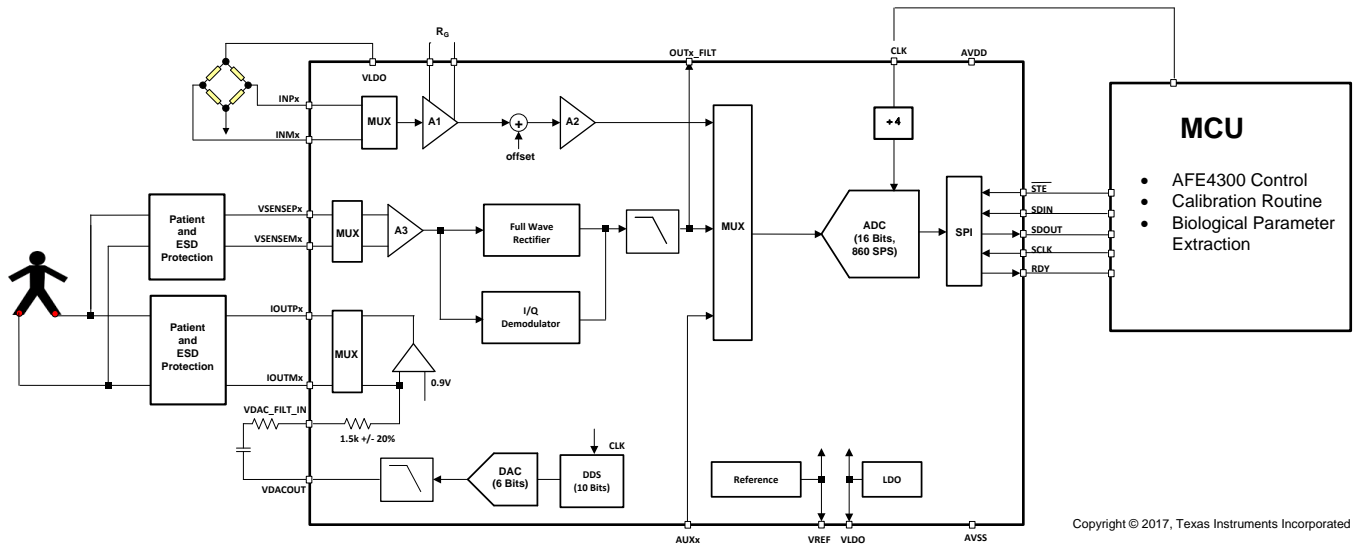 R_G
OUTx_FILT
CLK
AVDD
VLDO
INPx
INMx
MUX
A1
+
offset
A2
÷ 4
MCU
• AFE4300 Control
• Calibration Routine
• Biological Parameter
Extraction
Patient
and
ESD
Protection
VSENSEPx
VSENSEMx
MUX
A3
Full Wave
Rectifier
I/Q
Demodulator
MUX
ADC
(16 Bits,
860 SPS)
SPI
STE
SDIN
SDOUT
SCLK
RDY
Patient
and
ESD
Protection
IOUTPx
IOUTMx
MUX
0.9V
VDAC_FILT_IN
1.5k +/- 20%
VDACOUT
DAC
(6 Bits)
CLK
DDS
(10 Bits)
Reference
LDO
AUXx
VREF
VLDO
AVSS
Copyright © 2017, Texas Instruments Incorporated